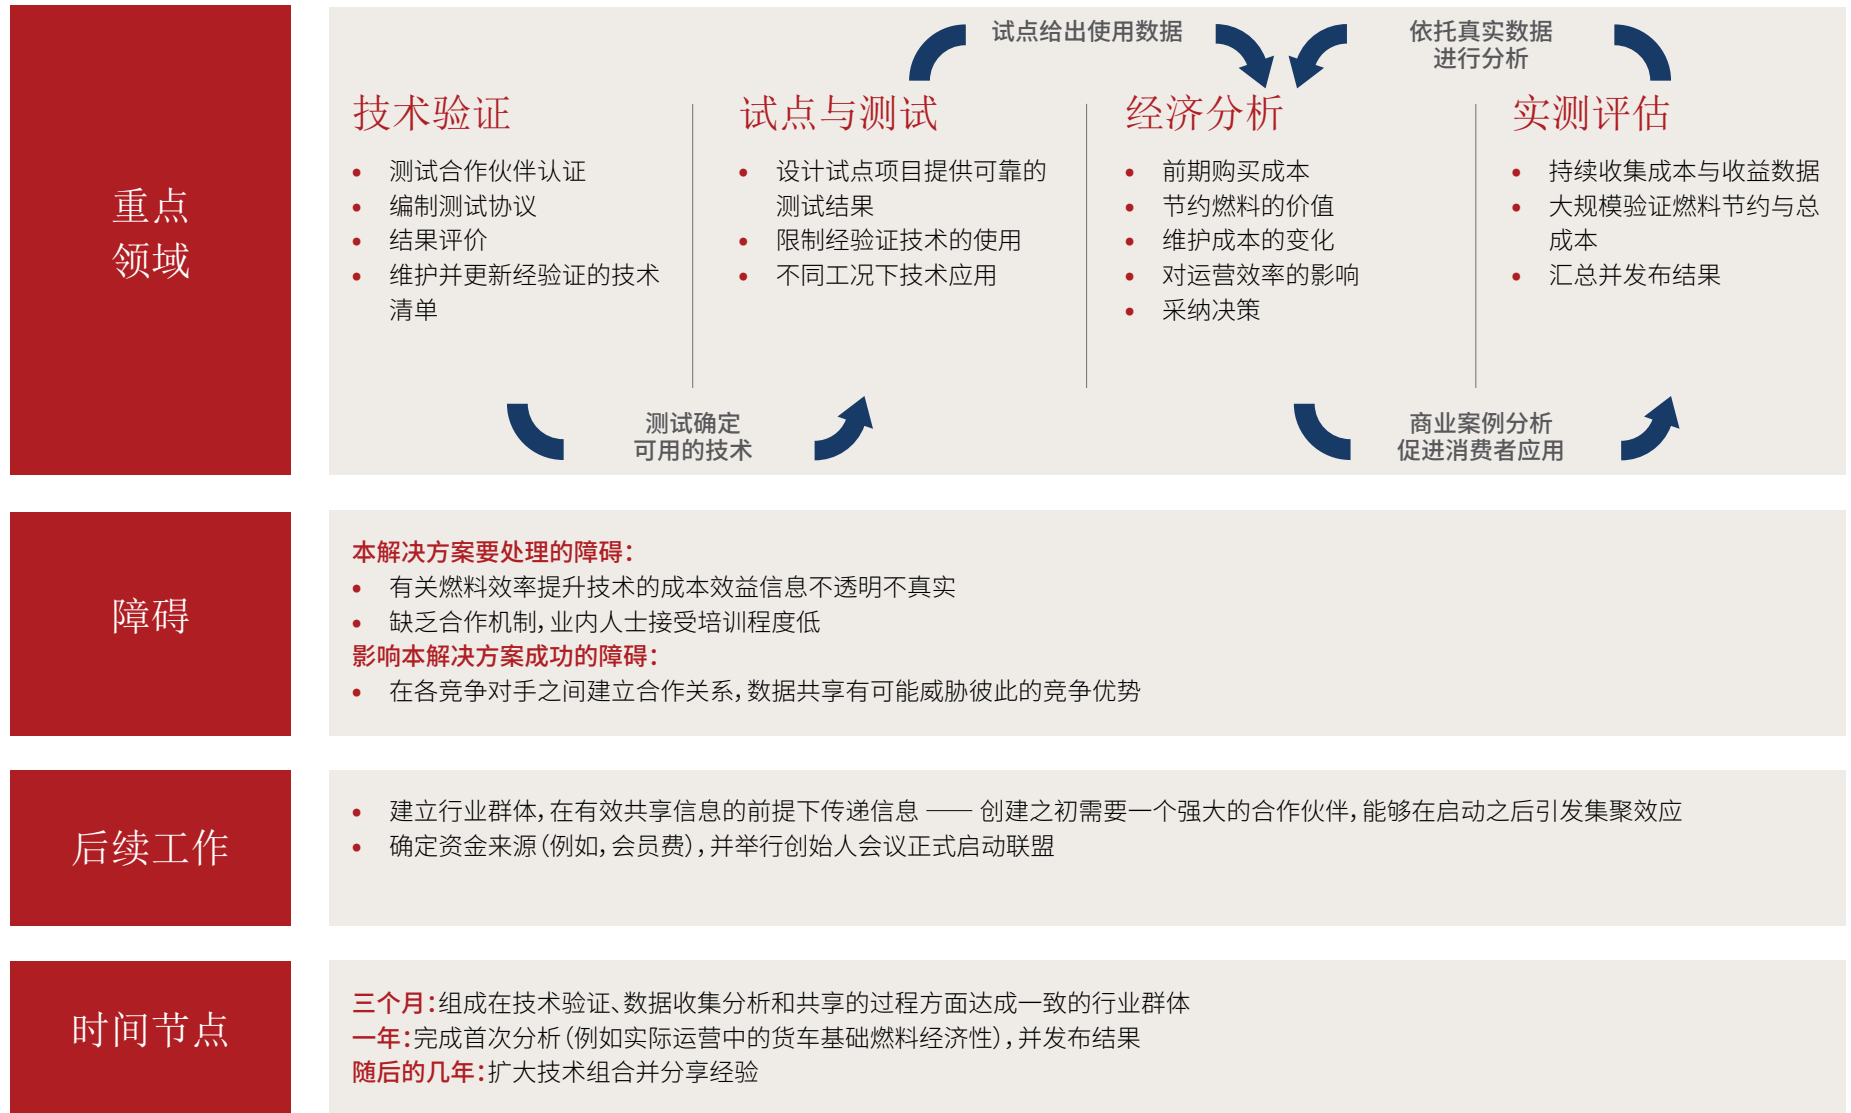 重点
领域
试点给出使用数据
依托真实数据
进行分析
技术验证
• 测试合作伙伴认证
• 编制测试协议
• 结果评价
• 维护并更新经验证的技术
清单
试点与测试
• 设计试点项目提供可靠的
测试结果
• 限制经验证技术的使用
• 不同工况下技术应用
经济分析
• 前期购买成本
• 节约燃料的价值
• 维护成本的变化
• 对运营效率的影响
• 采纳决策
实测评估
• 持续收集成本与收益数据
• 大规模验证燃料节约与总
成本
• 汇总并发布结果
测试确定
可用的技术
商业案例分析
促进消费者应用
障碍
本解决方案要处理的障碍：
• 有关燃料效率提升技术的成本效益信息不透明不真实
• 缺乏合作机制，业内人士接受培训程度低
影响本解决方案成功的障碍：
• 在各竞争对手之间建立合作关系，数据共享有可能威胁彼此的竞争优势
后续工作
• 建立行业群体，在有效共享信息的前提下传递信息 —— 创建之初需要一个强大的合作伙伴，能够在启动之后引发集聚效应
• 确定资金来源（例如，会员费），并举行创始人会议正式启动联盟
时间节点
三个月：组成在技术验证、数据收集分析和共享的过程方面达成一致的行业群体
一年：完成首次分析（例如实际运营中的货车基础燃料经济性），并发布结果
随后的几年：扩大技术组合并分享经验